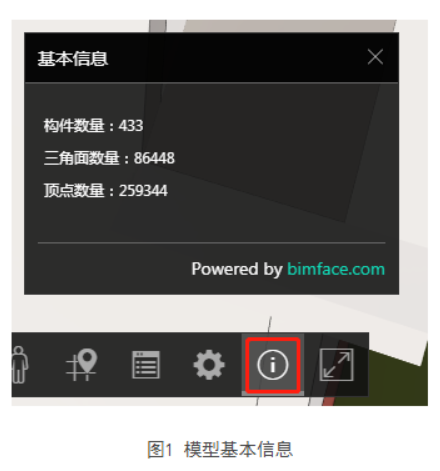 基本信息
构件数量：433
三角面数量：86448
顶点数量：259344
Powered by bimface.com
图1 模型基本信息